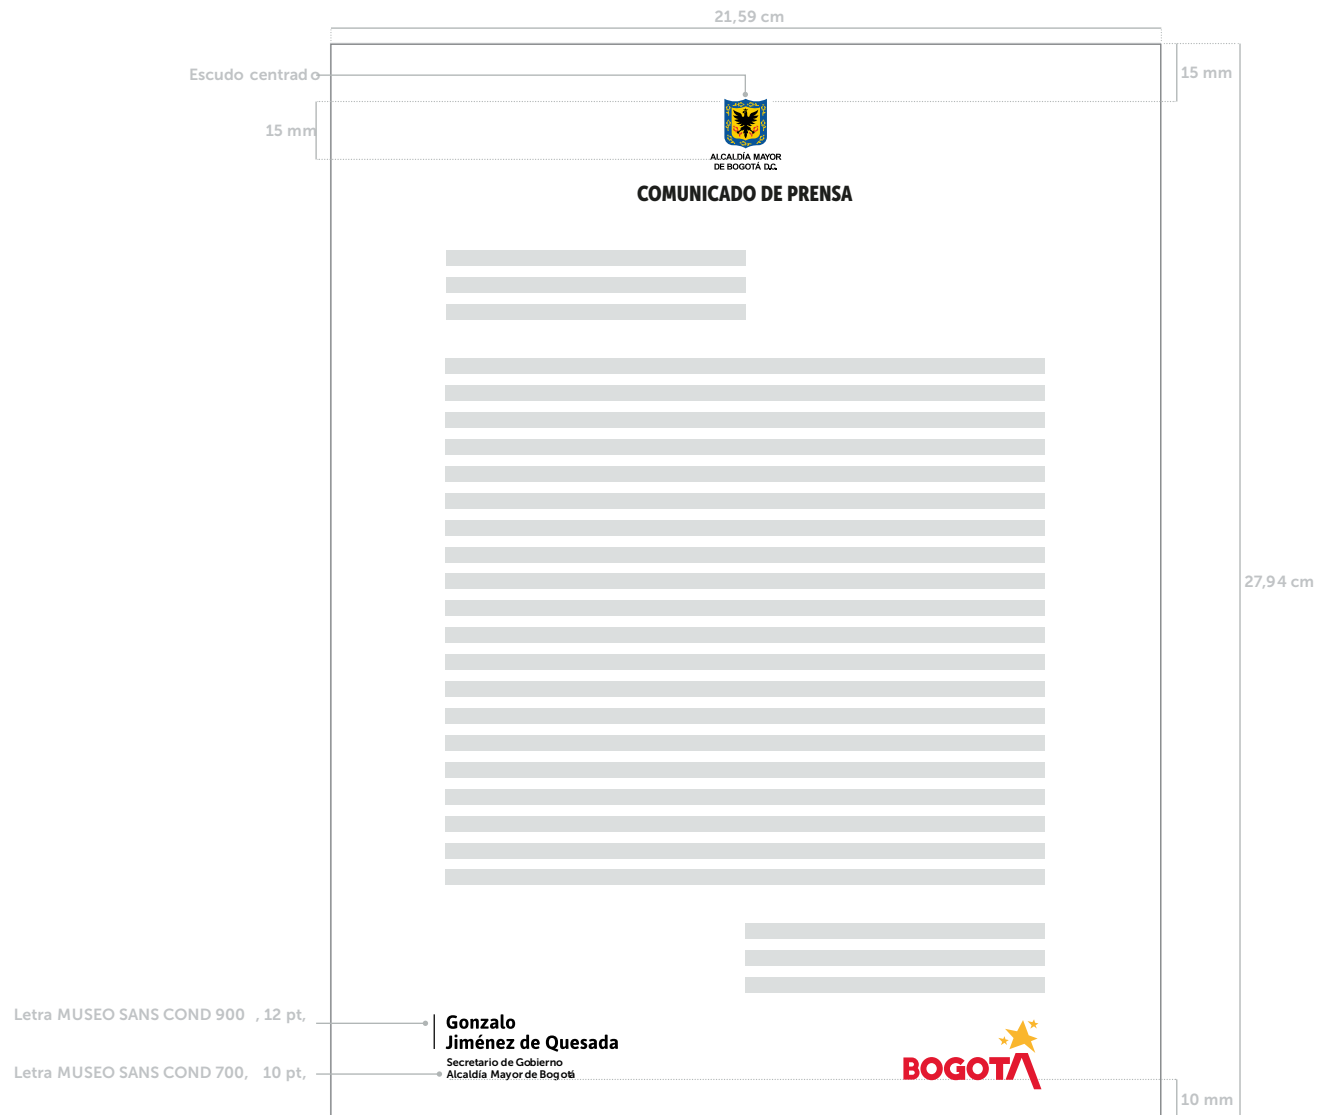 21,59 cm
Escudo centrado
15 mm
15 mm
ALCALDÍA MAYOR
DE BOGOTÁ D.C.
COMUNICADO DE PRENSA
27,94 cm
Letra MUSEO SANS COND 900 , 12 pt,
Gonzalo
Jiménez de Quesada
Secretario de Gobierno
Alcaldía Mayor de Bogotá
Letra MUSEO SANS COND 700, 10 pt,
BOGOTÁ
10 mm